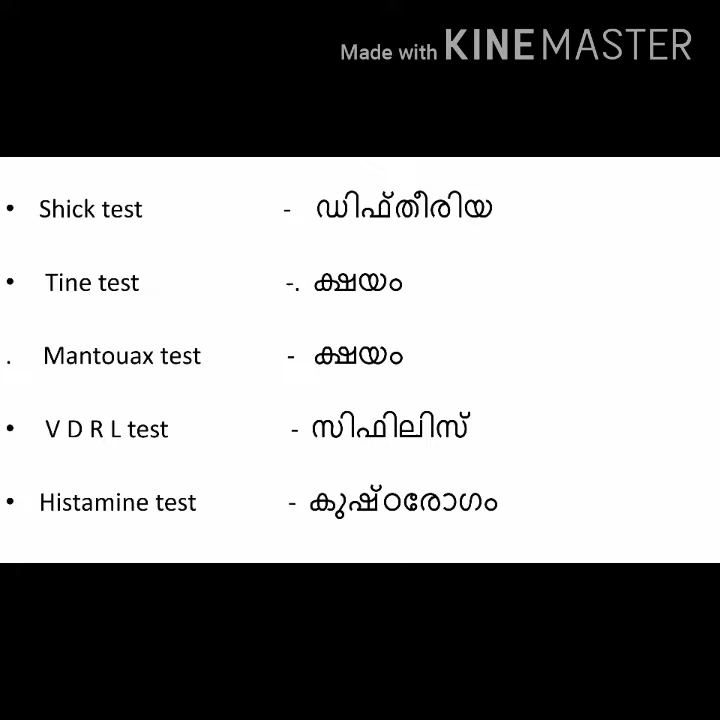 Made with KINEMASTER
• Shick test - ഡിഫ്തീരിയ
• Tine test -. ക്ഷയം
. Mantouax test - ക്ഷയം
• V D R L test - സിഫിലിസ്
• Histamine test - കുഷ്ഠരോഗം